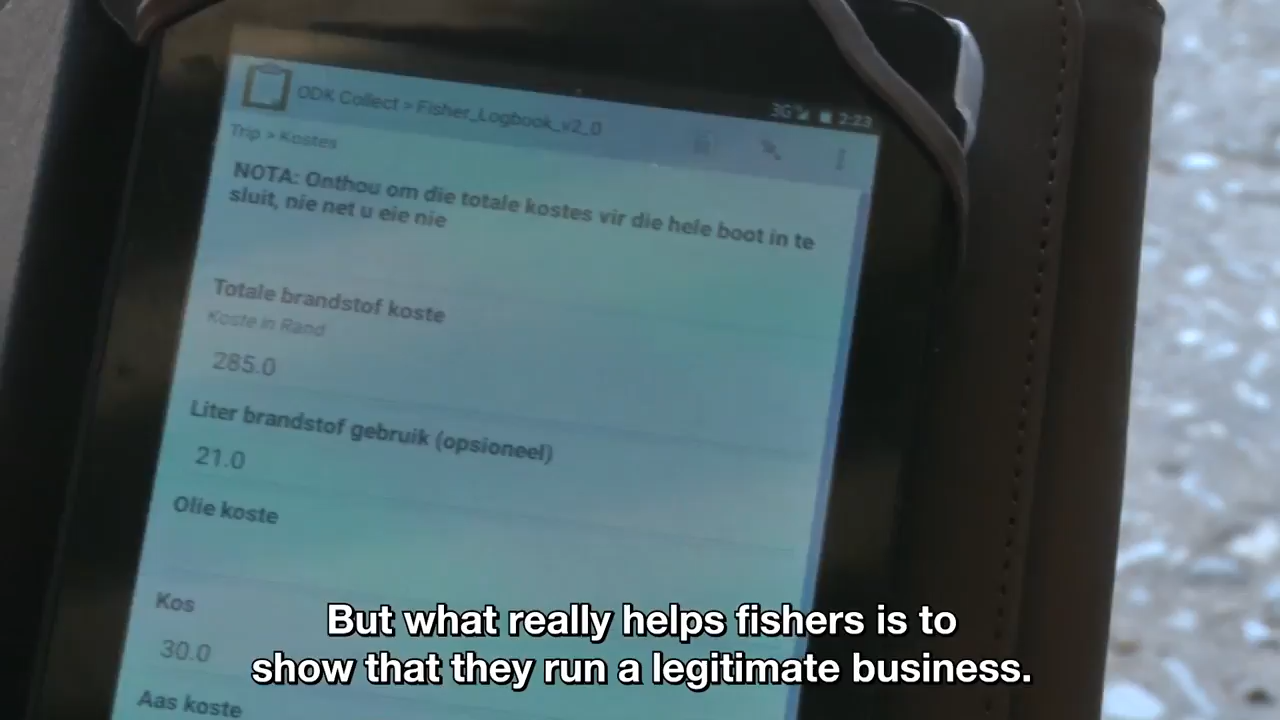 3G 2:23
ODK Collect > Fisher_Logbook_v2_0
Trip > Kostes
NOTA: Onthou om die totale kostes vir die hele boot in te
sluit, nie net u eie nie
Totale brandstof koste
Koste in Rand
285.0
Liter brandstof gebruik (opsioneel)
21.0
Olie koste
Kos
30.0
Aas koste
But what really helps fishers is to
show that they run a legitimate business.